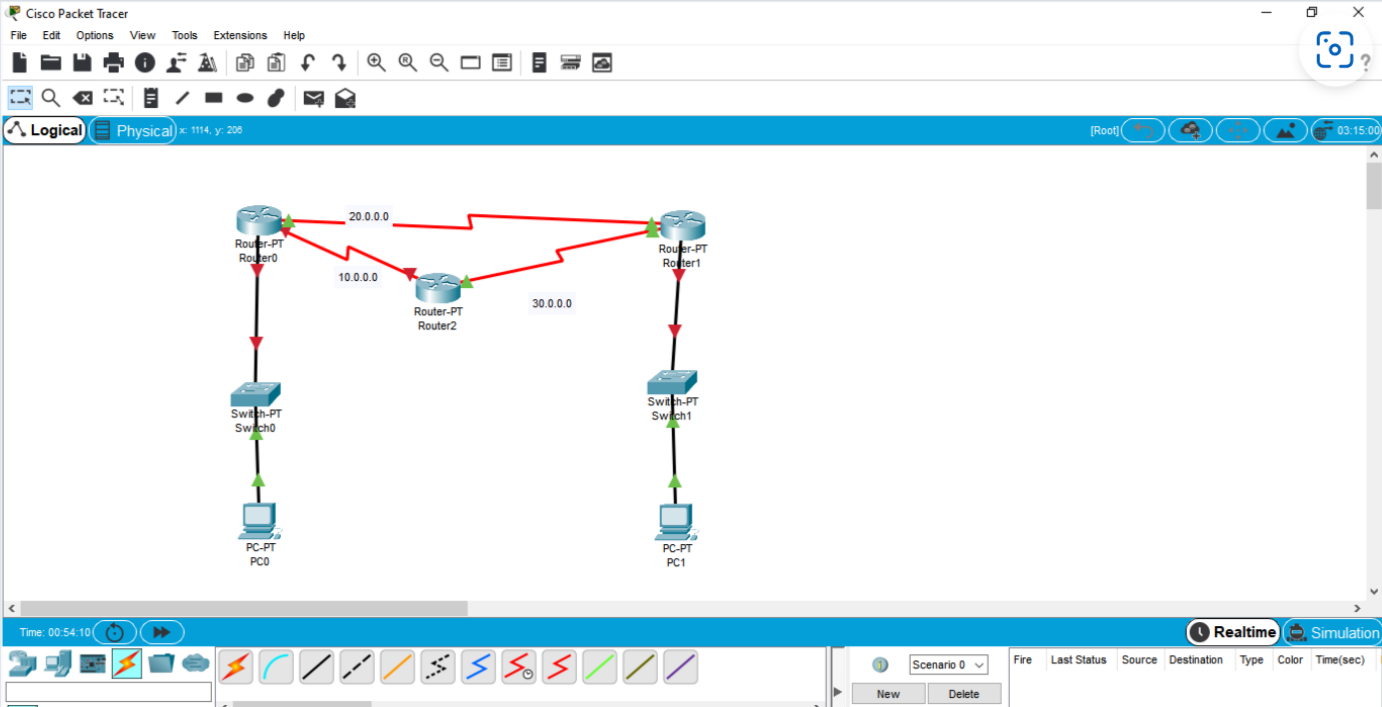 Cisco Packet Tracer
File Edit Options View Tools Extensions Help
?
Logical Physical x: 1114, y: 206 [Root] 03:15:00
20.0.0.0
Router-PT
Router0
Router-PT
Router1
10.0.0.0
30.0.0.0
Router-PT
Router2
Switch-PT
Switch0
Switch-PT
Switch1
PC-PT
PC0
PC-PT
PC1
Time: 00:54:10 Realtime Simulation
Scenario 0
Fire Last Status Source Destination Type Color Time(sec)
New Delete